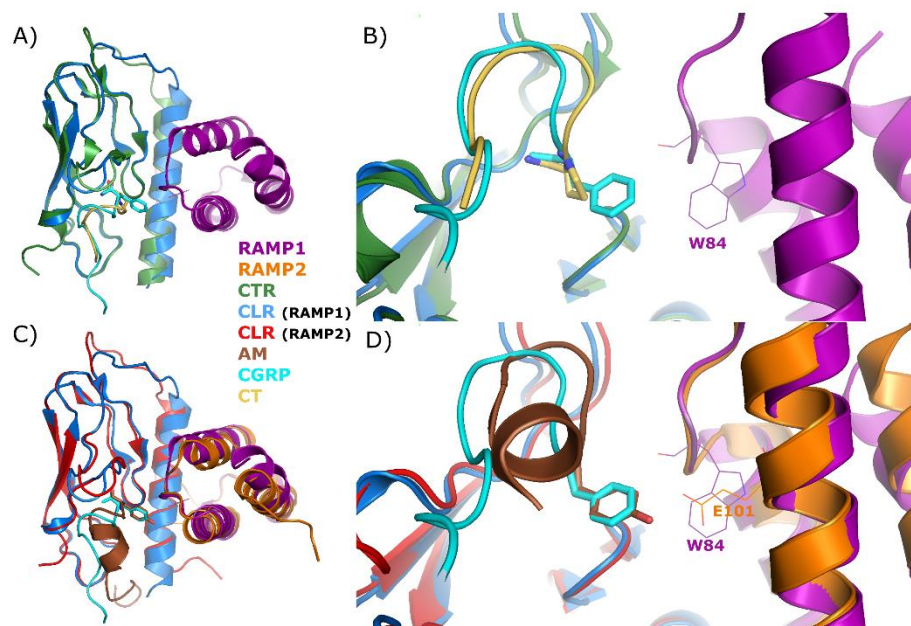 A)
B)
W84
RAMP1
RAMP2
CTR
CLR (RAMP1)
CLR (RAMP2)
AM
CGRP
CT
C)
D)
E101
W84